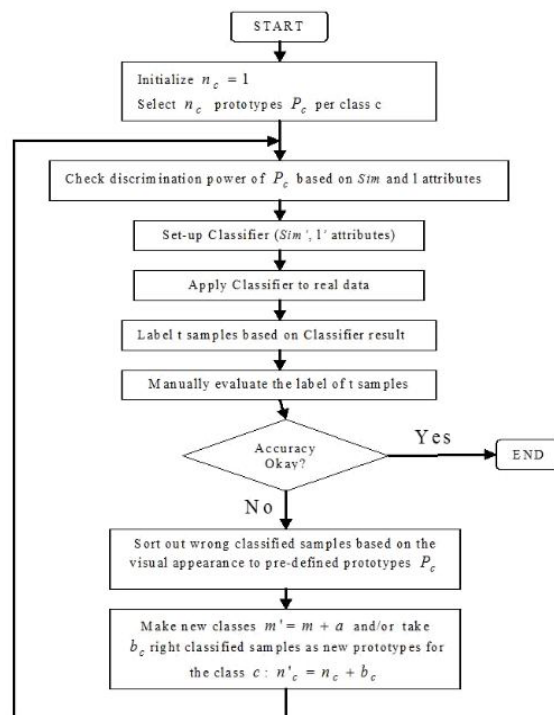 START
Initialize n_c = 1
Select n_c prototypes P_c per class c
Check discrimination power of P_c based on Sim and l attributes
Set-up Classifier (Sim', l' attributes)
Apply Classifier to real data
Label t samples based on Classifier result
Manually evaluate the label of t samples
Accuracy
Okay?
Yes
END
No
Sort out wrong classified samples based on the
visual appearance to pre-defined prototypes P_c
Make new classes m' = m + a and/or take
b_c right classified samples as new prototypes for
the class c : n'_c = n_c + b_c